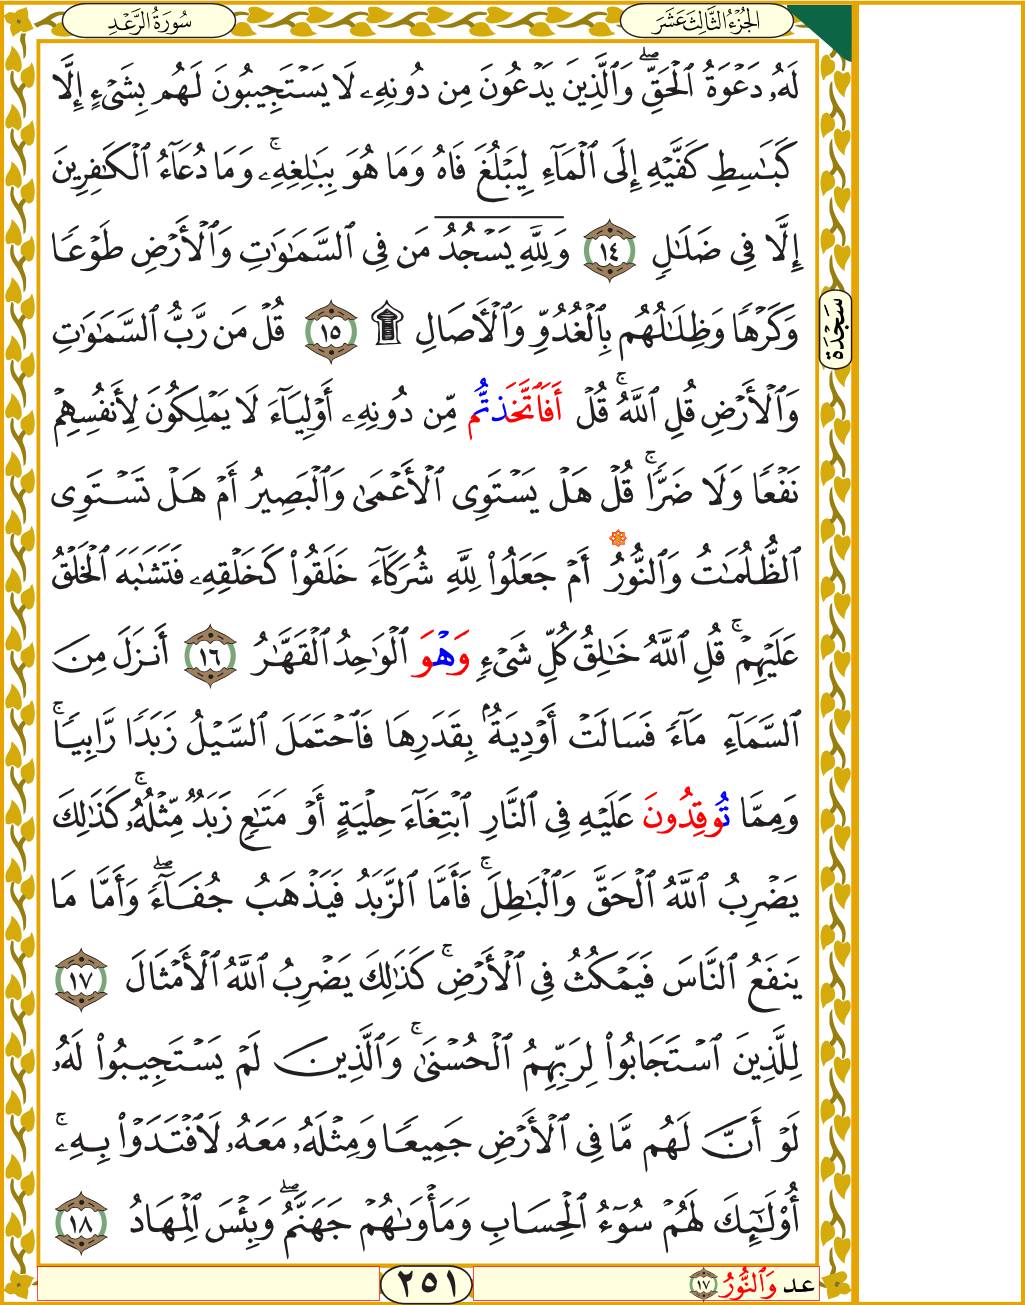 الجُزْءُ الثَّالِثَ عَشَرَ
سُورَةُ الرَّعْدِ
لَهُۥ دَعْوَةُ ٱلْحَقِّۖ وَٱلَّذِينَ يَدْعُونَ مِن دُونِهِۦ لَا يَسْتَجِيبُونَ لَهُم بِشَىْءٍ إِلَّا
كَبَـٰسِطِ كَفَّيْهِ إِلَى ٱلْمَآءِ لِيَبْلُغَ فَاهُ وَمَا هُوَ بِبَـٰلِغِهِۦۚ وَمَا دُعَآءُ ٱلْكَـٰفِرِينَ
إِلَّا فِى ضَلَـٰلٍ ١٤ وَلِلَّهِ يَسْجُدُ مَن فِى ٱلسَّمَـٰوَٰتِ وَٱلْأَرْضِ طَوْعًا
وَكَرْهًا وَظِلَـٰلُهُم بِٱلْغُدُوِّ وَٱلْأٓصَالِ ۩ ١٥ قُلْ مَن رَّبُّ ٱلسَّمَـٰوَٰتِ
سَجْدَة
وَٱلْأَرْضِ قُلِ ٱللَّهُۚ قُلْ أَفَٱتَّخَذتُّم مِّن دُونِهِۦٓ أَوْلِيَآءَ لَا يَمْلِكُونَ لِأَنفُسِهِمْ
نَفْعًا وَلَا ضَرًّاۚ قُلْ هَلْ يَسْتَوِى ٱلْأَعْمَىٰ وَٱلْبَصِيرُ أَمْ هَلْ تَسْتَوِى
ٱلظُّلُمَـٰتُ وَٱلنُّورُ أَمْ جَعَلُوا۟ لِلَّهِ شُرَكَآءَ خَلَقُوا۟ كَخَلْقِهِۦ فَتَشَـٰبَهَ ٱلْخَلْقُ
عَلَيْهِمْۚ قُلِ ٱللَّهُ خَـٰلِقُ كُلِّ شَىْءٍ وَهْوَ ٱلْوَٰحِدُ ٱلْقَهَّـٰرُ ١٦ أَنزَلَ مِنَ
ٱلسَّمَآءِ مَآءً فَسَالَتْ أَوْدِيَةٌۢ بِقَدَرِهَا فَٱحْتَمَلَ ٱلسَّيْلُ زَبَدًا رَّابِيًاۚ
وَمِمَّا تُوقِدُونَ عَلَيْهِ فِى ٱلنَّارِ ٱبْتِغَآءَ حِلْيَةٍ أَوْ مَتَـٰعٍ زَبَدٌ مِّثْلُهُۥۚ كَذَٰلِكَ
يَضْرِبُ ٱللَّهُ ٱلْحَقَّ وَٱلْبَـٰطِلَۚ فَأَمَّا ٱلزَّبَدُ فَيَذْهَبُ جُفَآءًۖ وَأَمَّا مَا
يَنفَعُ ٱلنَّاسَ فَيَمْكُثُ فِى ٱلْأَرْضِۚ كَذَٰلِكَ يَضْرِبُ ٱللَّهُ ٱلْأَمْثَالَ ١٧
لِلَّذِينَ ٱسْتَجَابُوا۟ لِرَبِّهِمُ ٱلْحُسْنَىٰۚ وَٱلَّذِينَ لَمْ يَسْتَجِيبُوا۟ لَهُۥ
لَوْ أَنَّ لَهُم مَّا فِى ٱلْأَرْضِ جَمِيعًا وَمِثْلَهُۥ مَعَهُۥ لَٱفْتَدَوْا۟ بِهِۦٓۚ
أُو۟لَـٰٓئِكَ لَهُمْ سُوٓءُ ٱلْحِسَابِ وَمَأْوَىٰهُمْ جَهَنَّمُۖ وَبِئْسَ ٱلْمِهَادُ ١٨
عد وَٱلنُّورُ ١٧
٢٥١